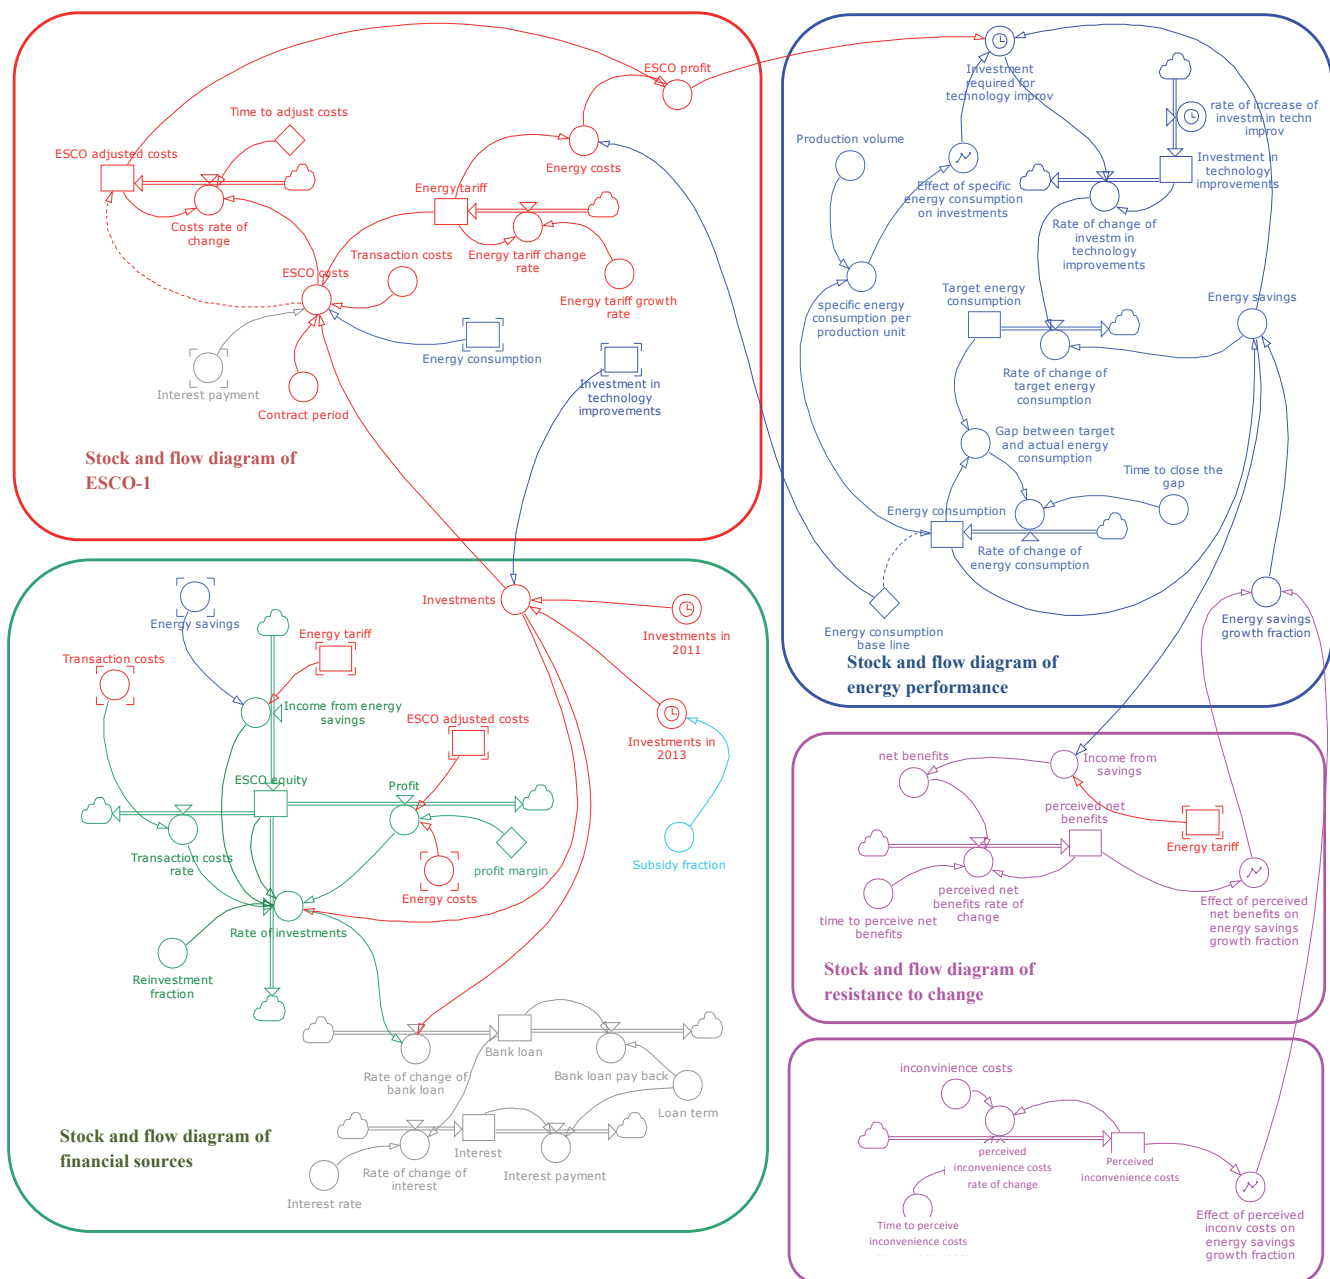 ESCO profit
Time to adjust costs
ESCO adjusted costs
Energy costs
Energy tariff
Costs rate of
change
Transaction costs
Energy tariff change
rate
ESCO costs
Energy tariff growth
rate
Energy consumption
Interest payment
Investment in
technology
improvements
Contract period
Stock and flow diagram of
ESCO-1
Investment
required for
technology improv
rate of increase of
investm in techn
improv
Production volume
Investment in
technology
improvements
Effect of specific
energy consumption
on investments
Rate of change of
investm in
technology
improvements
Target energy
consumption
Energy savings
specific energy
consumption per
production unit
Rate of change of
target energy
consumption
Gap between target
and actual energy
consumption
Time to close the
gap
Energy consumption
Rate of change of
energy consumption
Energy savings
growth fraction
Energy consumption
base line
Stock and flow diagram of
energy performance
Investments
Investments in
2011
Energy savings
Energy tariff
Transaction costs
Income from energy
savings
ESCO adjusted costs
Investments in
2013
ESCO equity
Profit
Transaction costs
rate
profit margin
Subsidy fraction
Energy costs
Rate of investments
Reinvestment
fraction
Bank loan
Rate of change of
bank loan
Bank loan pay back
Loan term
Interest
Rate of change of
interest
Interest payment
Interest rate
Stock and flow diagram of
financial sources
net benefits
Income from
savings
perceived net
benefits
Energy tariff
perceived net
benefits rate of
change
time to perceive net
benefits
Effect of perceived
net benefits on
energy savings
growth fraction
Stock and flow diagram of
resistance to change
inconvinience costs
perceived
inconvenience costs
rate of change
Perceived
inconvenience costs
Time to perceive
inconvenience costs
Effect of perceived
inconv costs on
energy savings
growth fraction